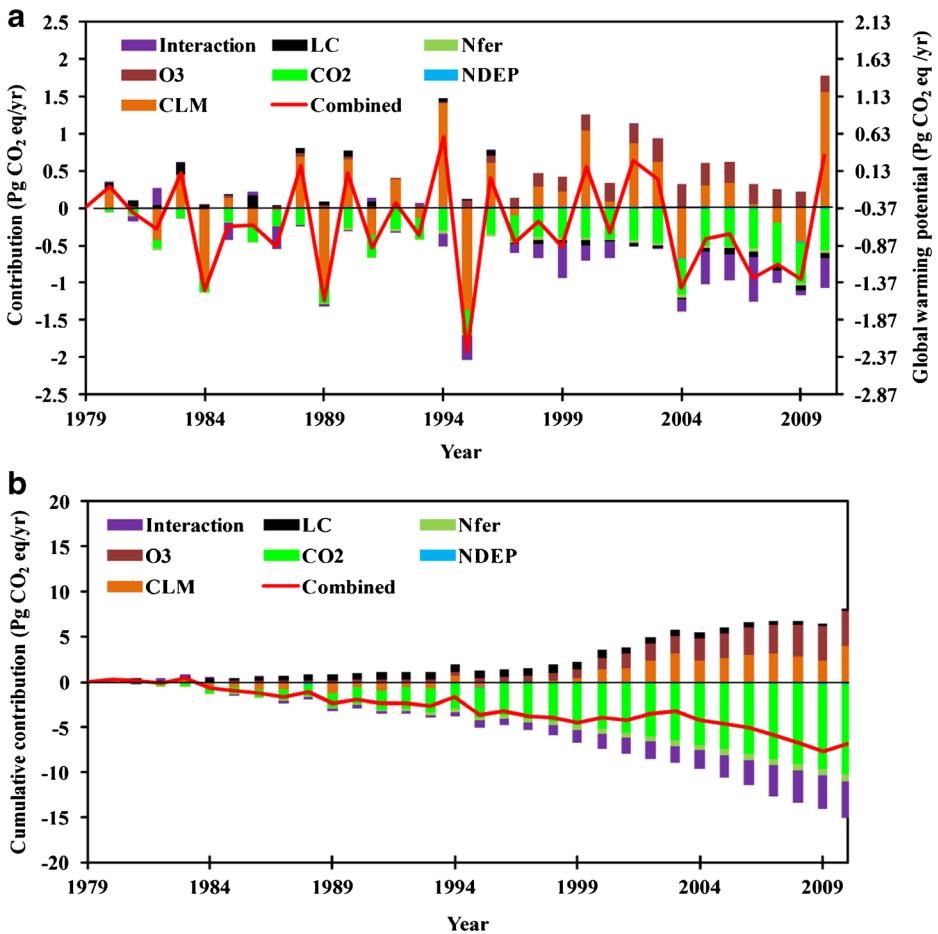 a
2.5
2
1.5
1
0.5
0
-0.5
-1
-1.5
-2
-2.5
Contribution (Pg CO2 eq/yr)
Interaction LC Nfer
O3 CO2 NDEP
CLM Combined
2.13
1.63
1.13
0.63
0.13
-0.37
-0.87
-1.37
-1.87
-2.37
-2.87
Global warming potential (Pg CO2 eq /yr)
1979 1984 1989 1994 1999 2004 2009
Year
b
20
15
10
5
0
-5
-10
-15
-20
Cumulative contribution (Pg CO2 eq/yr)
Interaction LC Nfer
O3 CO2 NDEP
CLM Combined
1979 1984 1989 1994 1999 2004 2009
Year